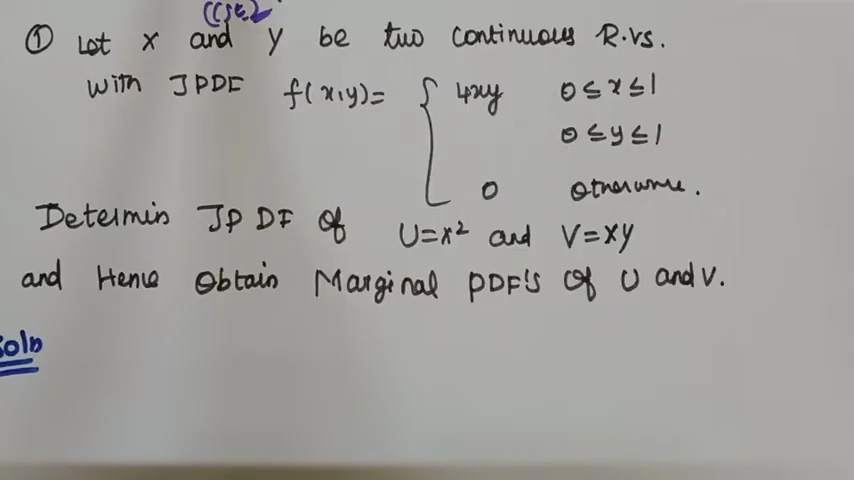 ① Let X and Y be two continuous R.vs.
With JPDF f(x,y)= { 4xy 0≤x≤1
0≤y≤1
0 otherwise.
Determin JPDF of U=X² and V=XY
and Hence Obtain Marginal PDF'S Of U and V.
Soln